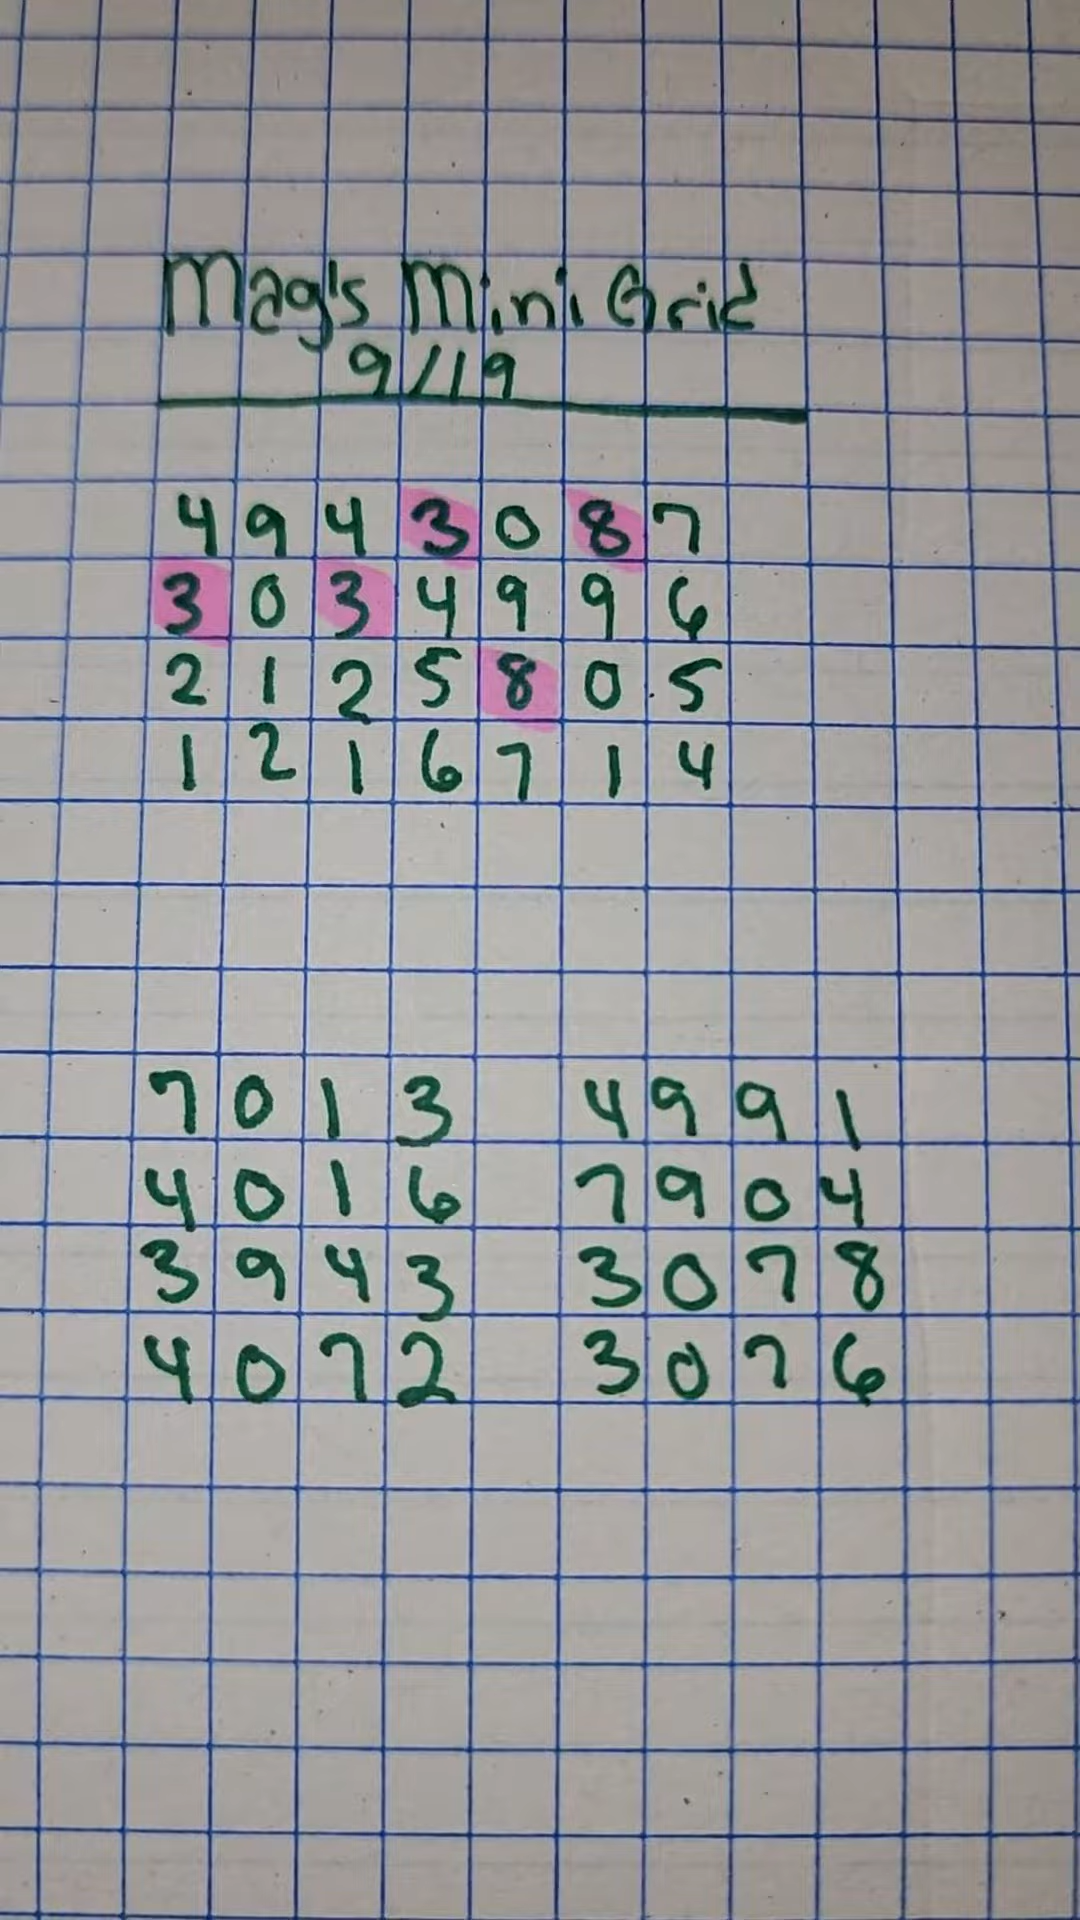 Mag's Mini Grid
9/19
4 9 4 3 0 8 7
3 0 3 4 9 9 6
2 1 2 5 8 0 5
1 2 1 6 7 1 4
7 0 1 3 4 9 9 1
4 0 1 6 7 9 0 4
3 9 4 3 3 0 7 8
4 0 7 2 3 0 7 6